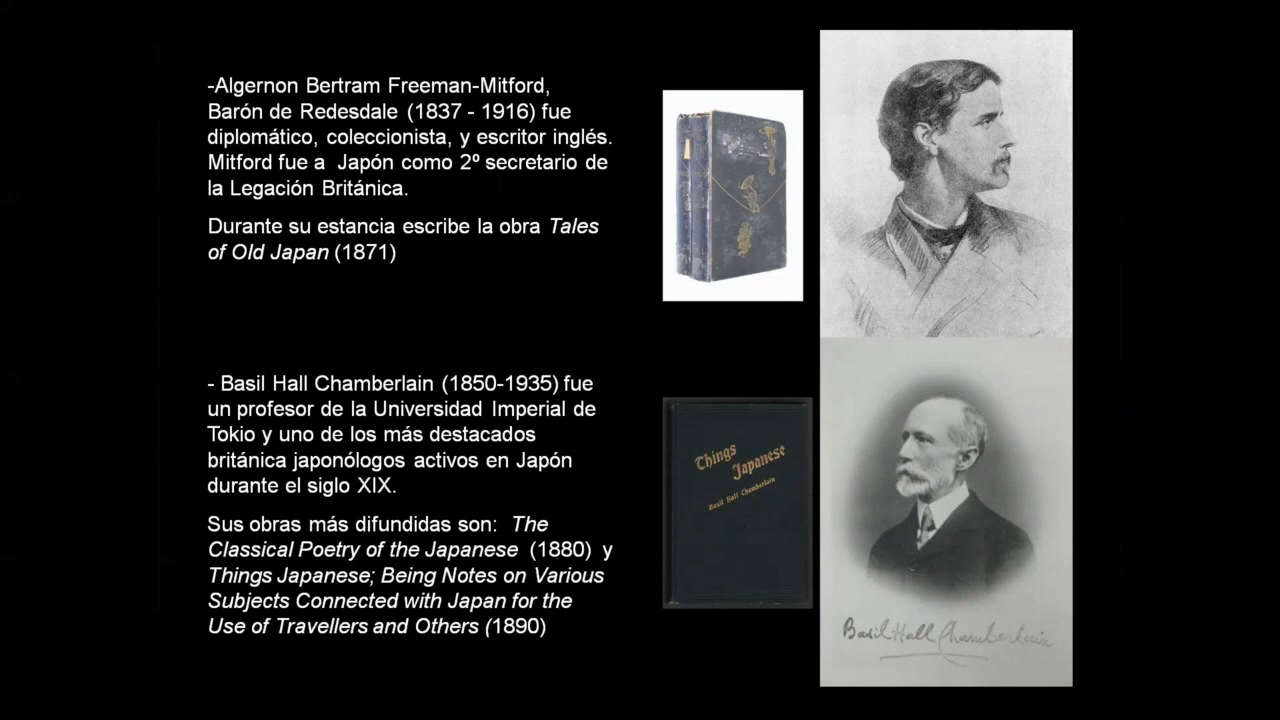 -Algernon Bertram Freeman-Mitford,
Barón de Redesdale (1837 - 1916) fue
diplomático, coleccionista, y escritor inglés.
Mitford fue a Japón como 2º secretario de
la Legación Británica.
Durante su estancia escribe la obra Tales
of Old Japan (1871)
- Basil Hall Chamberlain (1850-1935) fue
un profesor de la Universidad Imperial de
Tokio y uno de los más destacados
británica japonólogos activos en Japón
durante el siglo XIX.
Sus obras más difundidas son: The
Classical Poetry of the Japanese (1880) y
Things Japanese; Being Notes on Various
Subjects Connected with Japan for the
Use of Travellers and Others (1890)
Things
Japanese
Basil Hall Chamberlain
Basil Hall Chamberlain